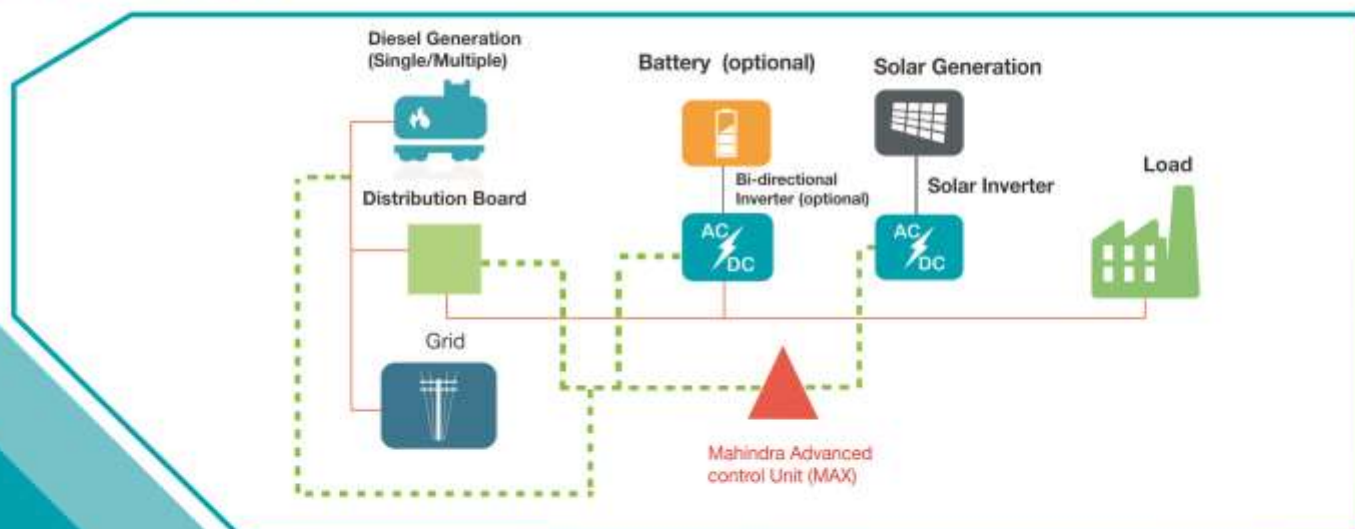 Diesel Generation
(Single/Multiple)
Battery (optional)
Solar Generation
Bi-directional
Inverter (optional)
Solar Inverter
Load
Distribution Board
AC
DC
AC
DC
Grid
Mahindra Advanced
control Unit (MAX)